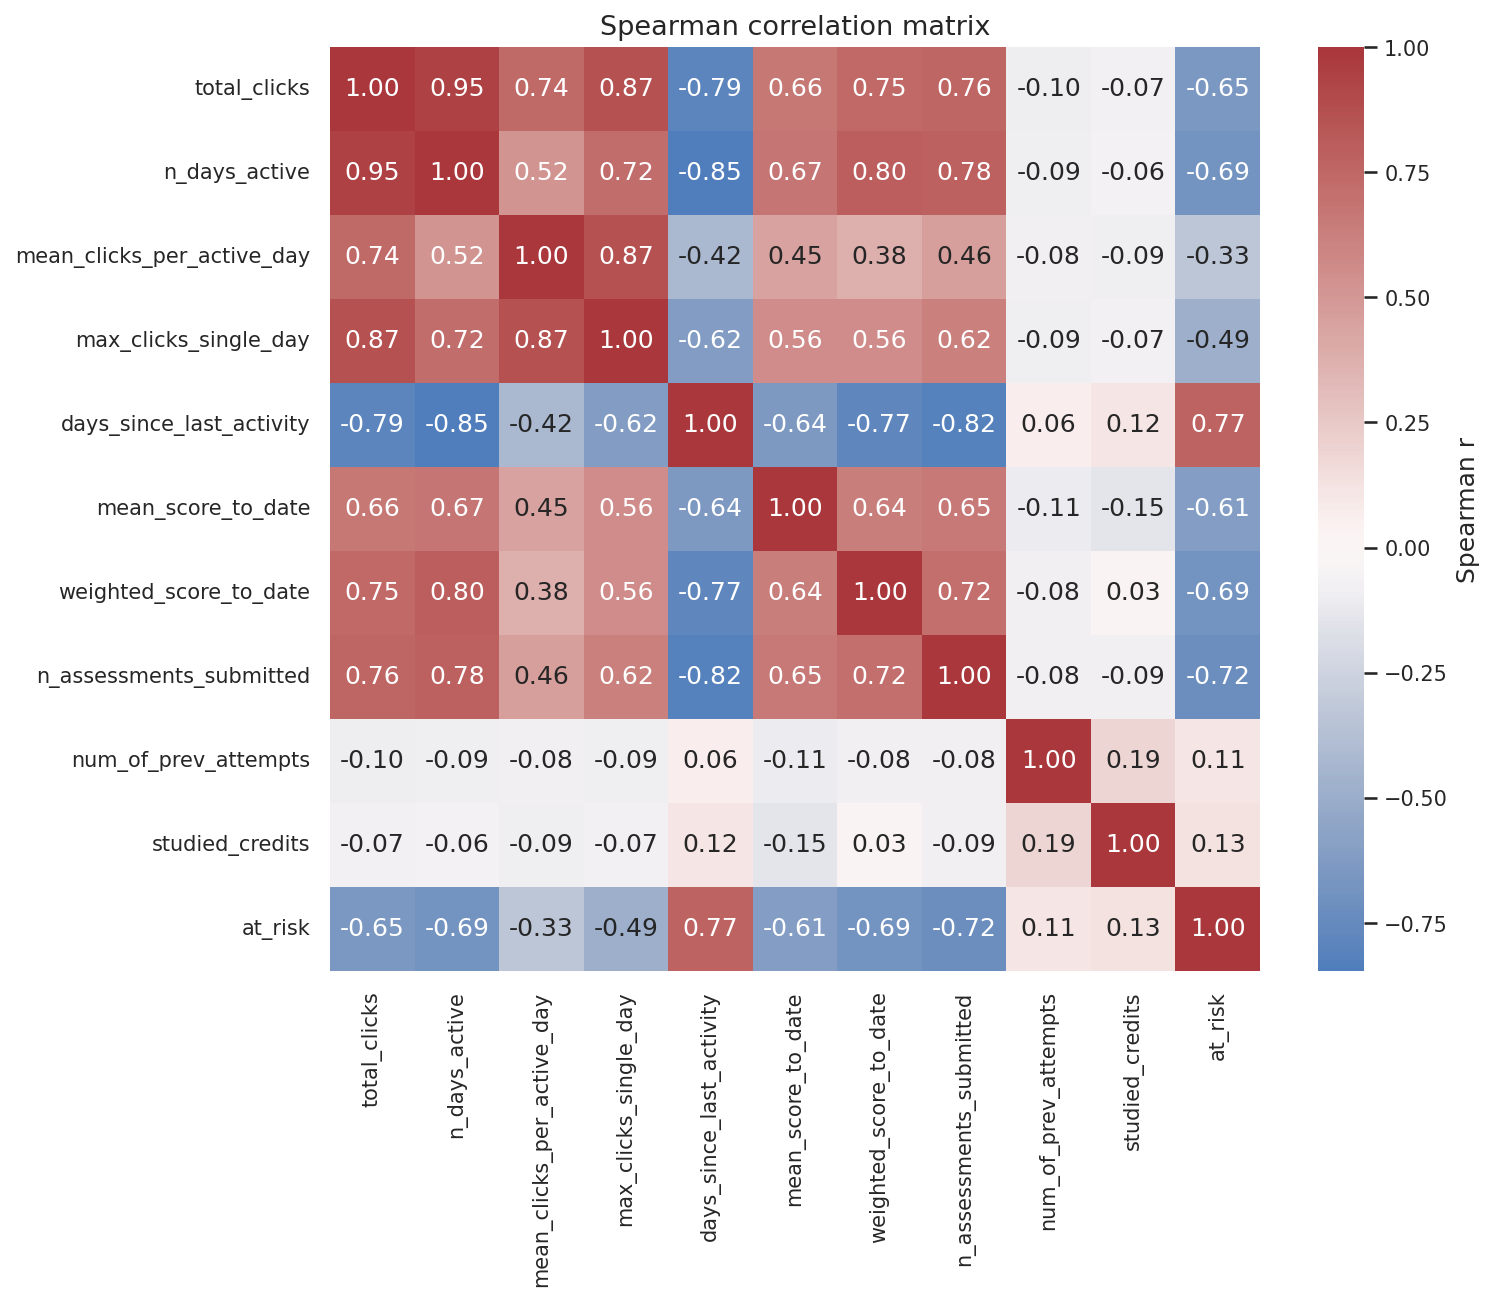 Spearman correlation matrix
total_clicks 1.00 0.95 0.74 0.87 -0.79 0.66 0.75 0.76 -0.10 -0.07 -0.65
n_days_active 0.95 1.00 0.52 0.72 -0.85 0.67 0.80 0.78 -0.09 -0.06 -0.69
mean_clicks_per_active_day 0.74 0.52 1.00 0.87 -0.42 0.45 0.38 0.46 -0.08 -0.09 -0.33
max_clicks_single_day 0.87 0.72 0.87 1.00 -0.62 0.56 0.56 0.62 -0.09 -0.07 -0.49
days_since_last_activity -0.79 -0.85 -0.42 -0.62 1.00 -0.64 -0.77 -0.82 0.06 0.12 0.77
mean_score_to_date 0.66 0.67 0.45 0.56 -0.64 1.00 0.64 0.65 -0.11 -0.15 -0.61
weighted_score_to_date 0.75 0.80 0.38 0.56 -0.77 0.64 1.00 0.72 -0.08 0.03 -0.69
n_assessments_submitted 0.76 0.78 0.46 0.62 -0.82 0.65 0.72 1.00 -0.08 -0.09 -0.72
num_of_prev_attempts -0.10 -0.09 -0.08 -0.09 0.06 -0.11 -0.08 -0.08 1.00 0.19 0.11
studied_credits -0.07 -0.06 -0.09 -0.07 0.12 -0.15 0.03 -0.09 0.19 1.00 0.13
at_risk -0.65 -0.69 -0.33 -0.49 0.77 -0.61 -0.69 -0.72 0.11 0.13 1.00
total_clicks
n_days_active
mean_clicks_per_active_day
max_clicks_single_day
days_since_last_activity
mean_score_to_date
weighted_score_to_date
n_assessments_submitted
num_of_prev_attempts
studied_credits
at_risk
1.00
0.75
0.50
0.25
0.00
−0.25
−0.50
−0.75
Spearman r